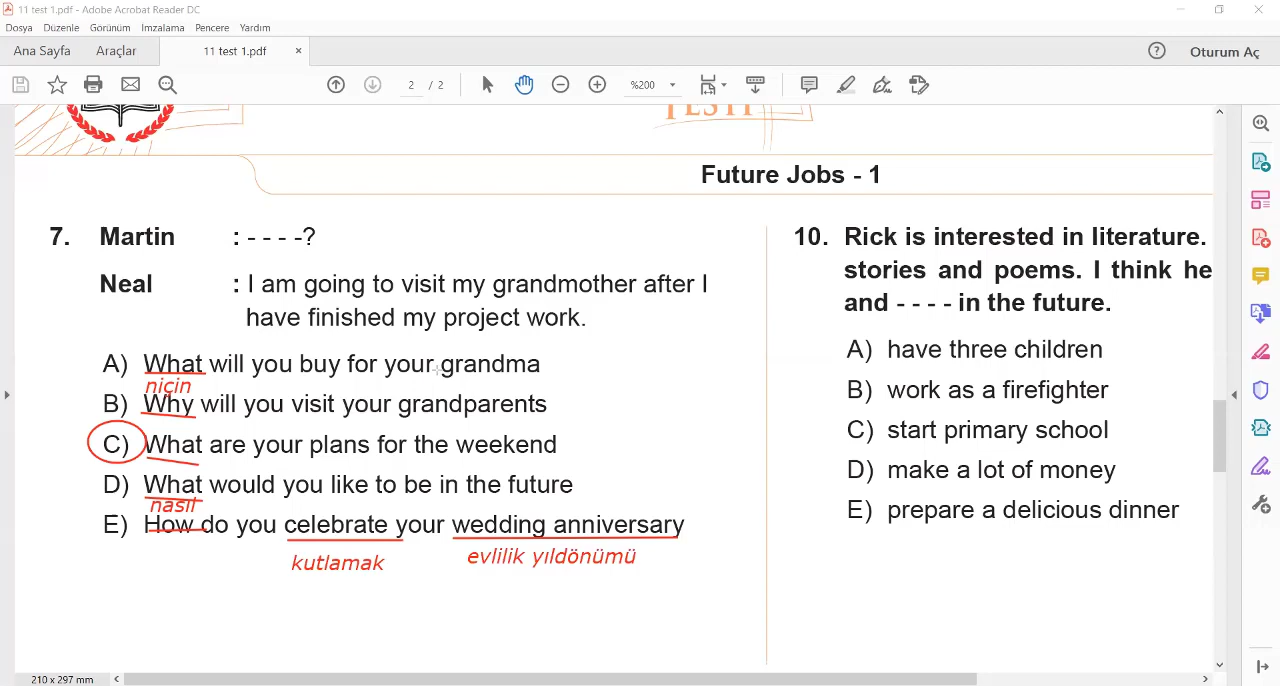 11 test 1.pdf - Adobe Acrobat Reader DC
Dosya Düzenle Görünüm İmzalama Pencere Yardım
Ana Sayfa Araçlar 11 test 1.pdf × Oturum Aç
2 / 2 %200
TESTİ
Future Jobs - 1
7. Martin : - - - -?
Neal : I am going to visit my grandmother after I
have finished my project work.
A) What will you buy for your grandma
niçin
B) Why will you visit your grandparents
C) What are your plans for the weekend
D) What would you like to be in the future
nasıl
E) How do you celebrate your wedding anniversary
kutlamak evlilik yıldönümü
10. Rick is interested in literature.
stories and poems. I think he
and - - - - in the future.
A) have three children
B) work as a firefighter
C) start primary school
D) make a lot of money
E) prepare a delicious dinner
210 x 297 mm